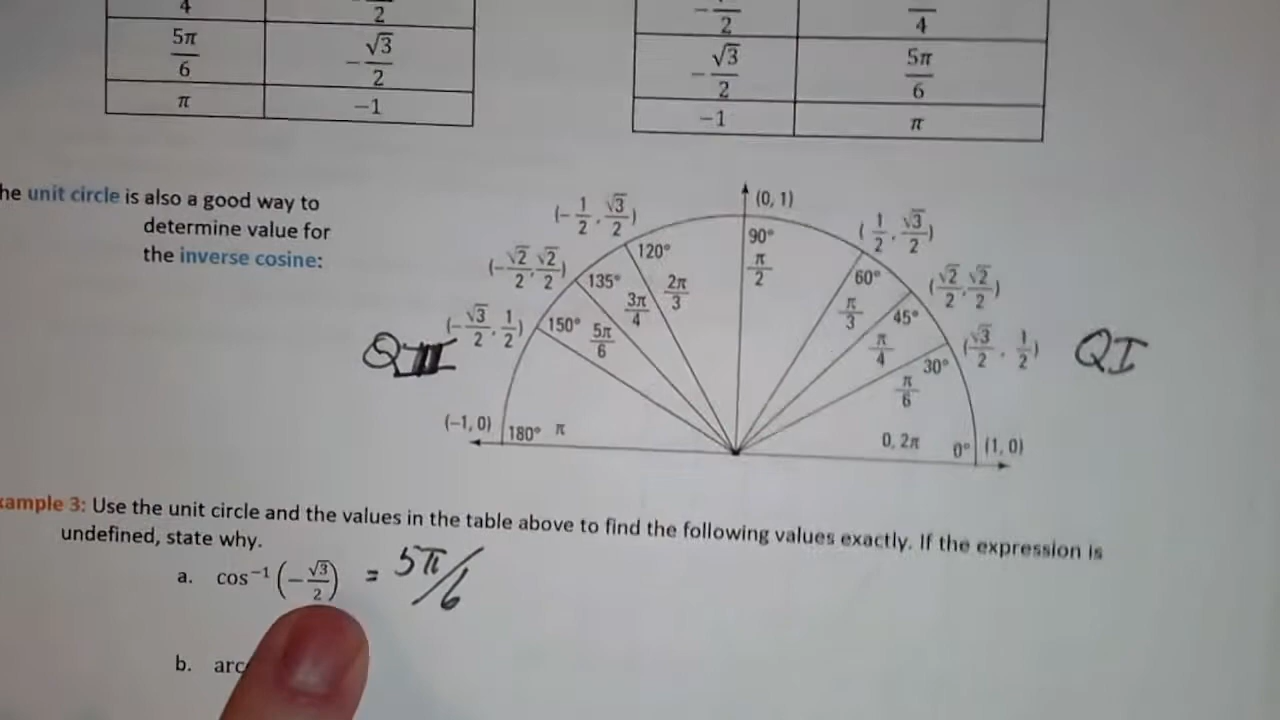 4 2 − 2 4
5π/6 −√3/2 −√3/2 5π/6
π −1 −1 π
he unit circle is also a good way to
determine value for
the inverse cosine:
(0, 1)
(−1/2, √3/2) (1/2, √3/2)
90° π/2
(−√2/2, √2/2) 120° 2π/3 60° π/3 (√2/2, √2/2)
135° 3π/4 45° π/4
(−√3/2, 1/2) 150° 5π/6 30° π/6 (√3/2, 1/2)
QII QI
(−1, 0) 180° π 0, 2π 0° (1, 0)
xample 3: Use the unit circle and the values in the table above to find the following values exactly. If the expression is
undefined, state why.
a. cos⁻¹(−√3/2) = 5π/6
b. arc